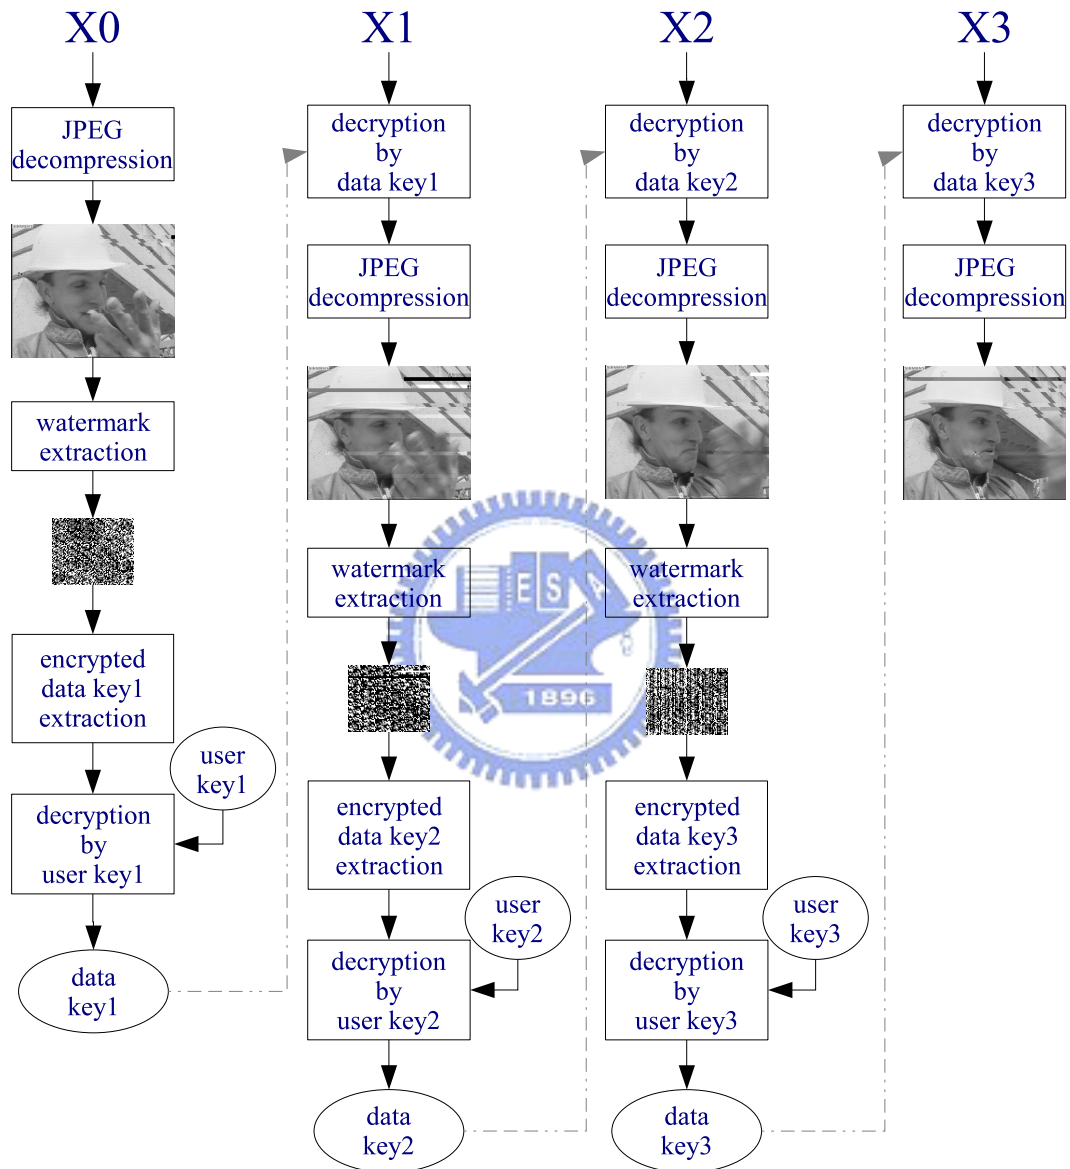 X0
JPEG
decompression
watermark
extraction
encrypted
data key1
extraction
user
key1
decryption
by
user key1
data
key1
X1
decryption
by
data key1
JPEG
decompression
watermark
extraction
encrypted
data key2
extraction
user
key2
decryption
by
user key2
data
key2
X2
decryption
by
data key2
JPEG
decompression
watermark
extraction
encrypted
data key3
extraction
user
key3
decryption
by
user key3
data
key3
X3
decryption
by
data key3
JPEG
decompression
E S A
1896